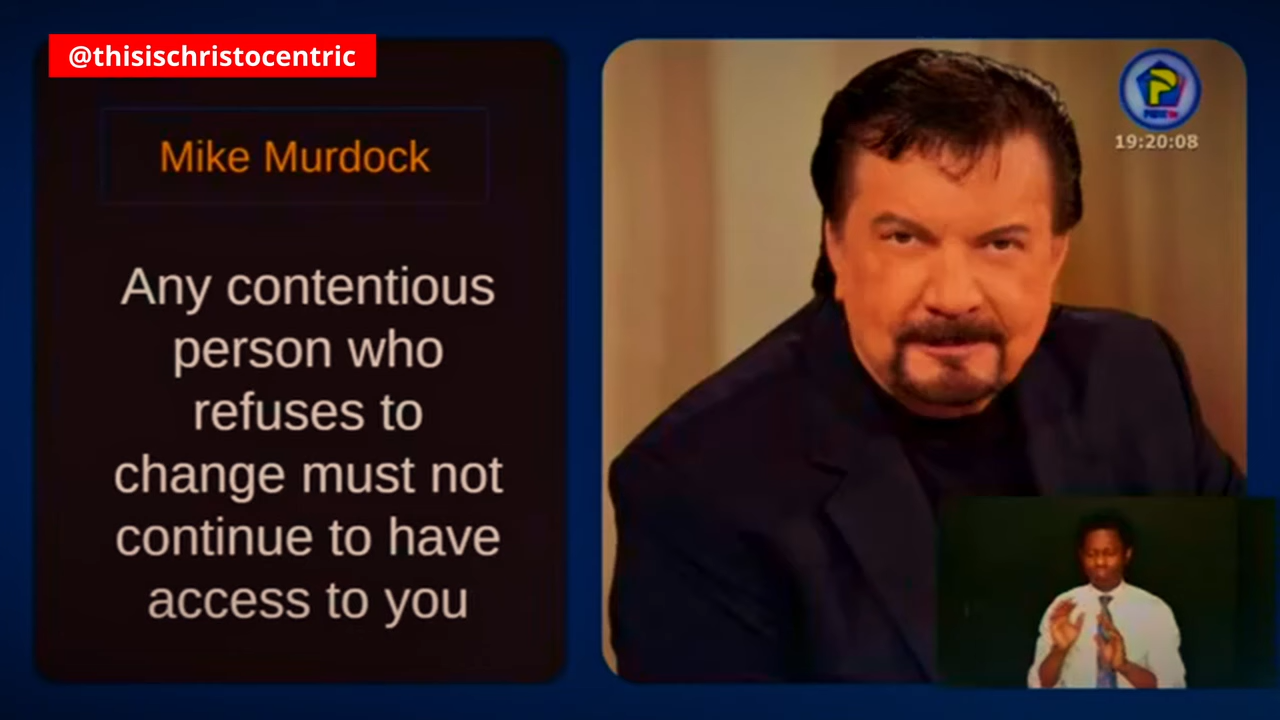 @thisischristocentric
Mike Murdock
Any contentious
person who
refuses to
change must not
continue to have
access to you
P
19:20:08